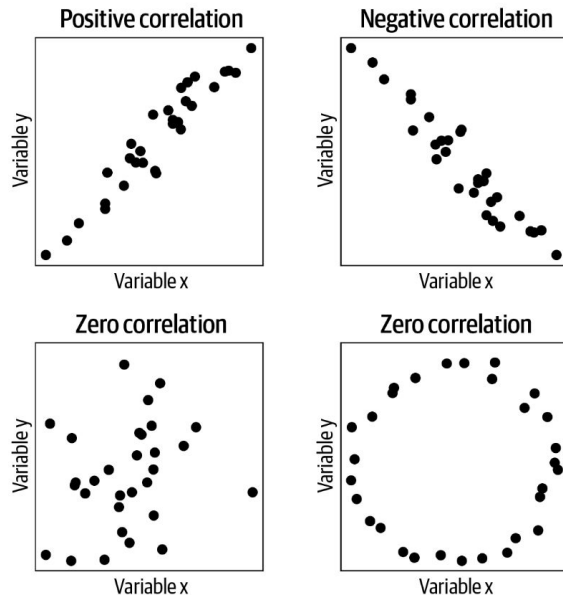 Positive correlation
Negative correlation
Variable y
Variable x
Variable y
Variable x
Zero correlation
Zero correlation
Variable y
Variable x
Variable y
Variable x